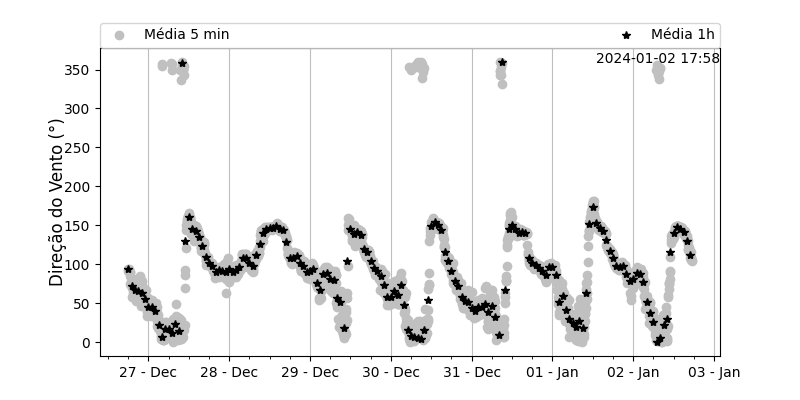 Média 5 min
Média 1h
2024-01-02 17:58
Direção do Vento (°)
350
300
250
200
150
100
50
0
27 - Dec
28 - Dec
29 - Dec
30 - Dec
31 - Dec
01 - Jan
02 - Jan
03 - Jan